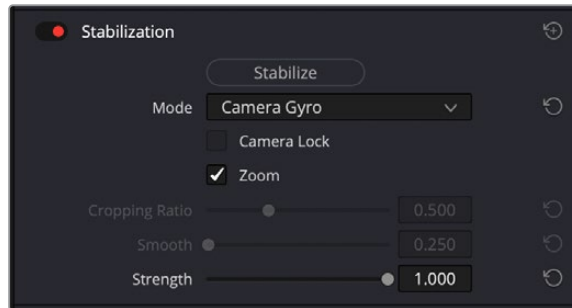 Stabilization
Stabilize
Mode Camera Gyro
Camera Lock
Zoom
Cropping Ratio 0.500
Smooth 0.250
Strength 1.000